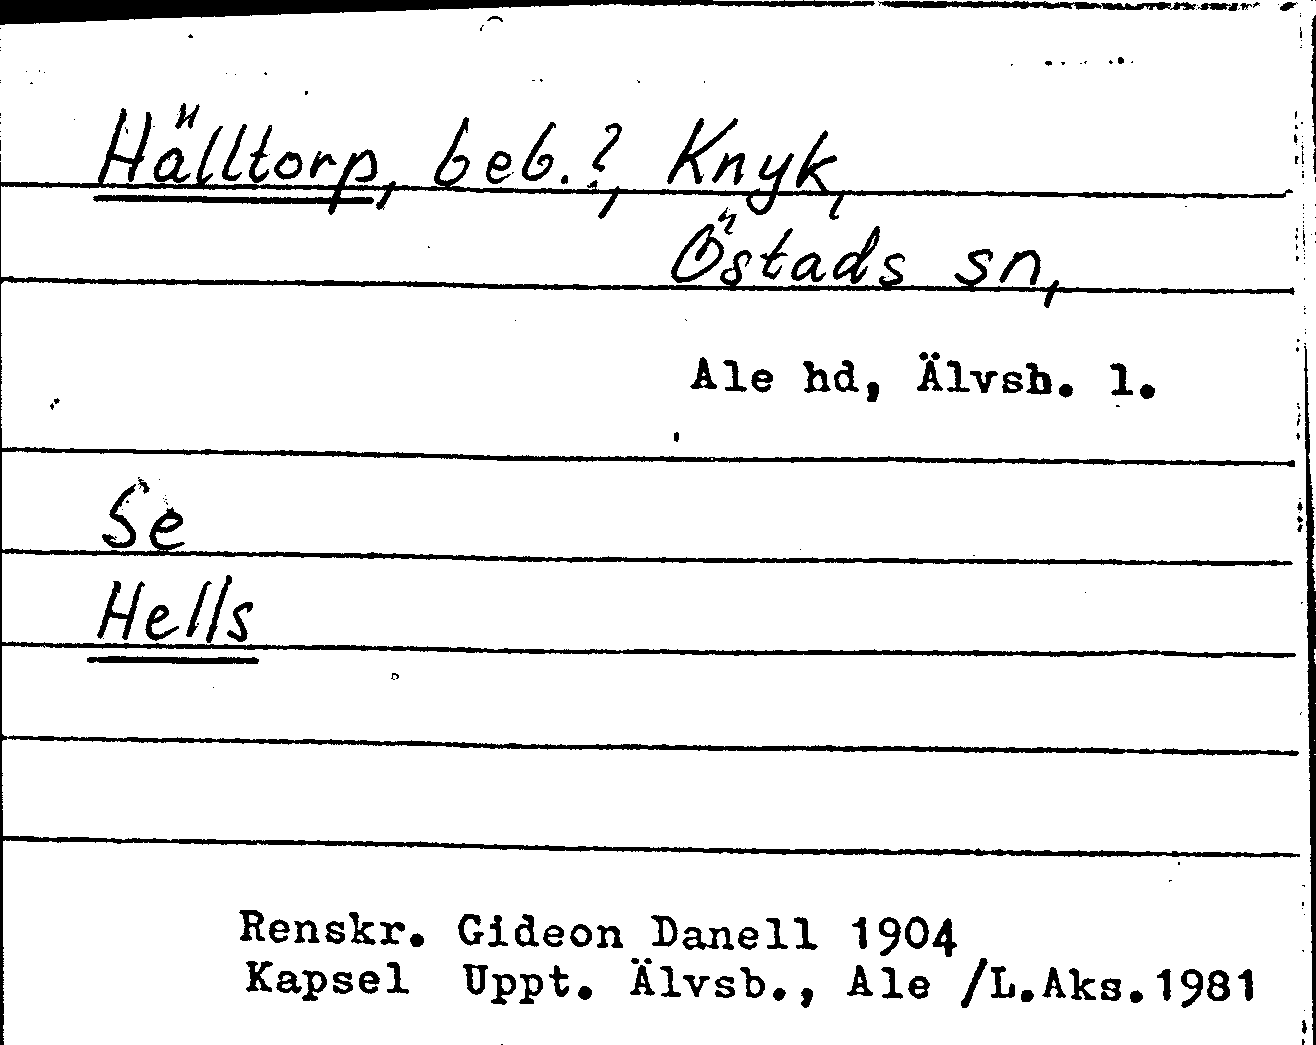 Hälltorp, beb.?, Knyk,
Östads sn,
Ale hd, Älvsb. l.
Se
Hells
Renskr. Gideon Danell 1904
Kapsel Uppt. Älvsb., Ale /L.Aks.1981